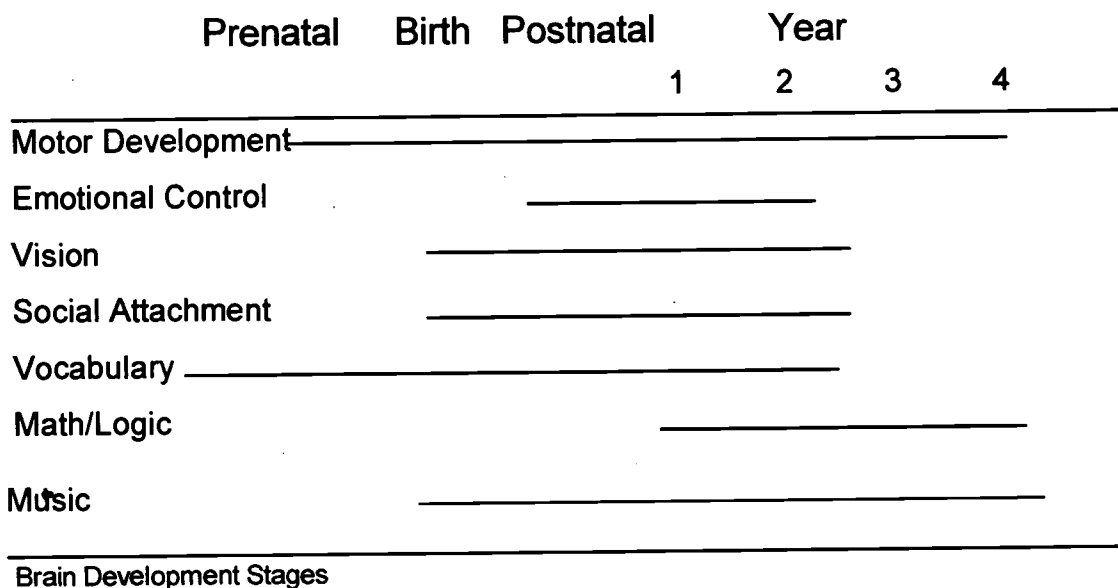 Prenatal Birth Postnatal Year
1 2 3 4
Motor Development
Emotional Control
Vision
Social Attachment
Vocabulary
Math/Logic
Music
Brain Development Stages